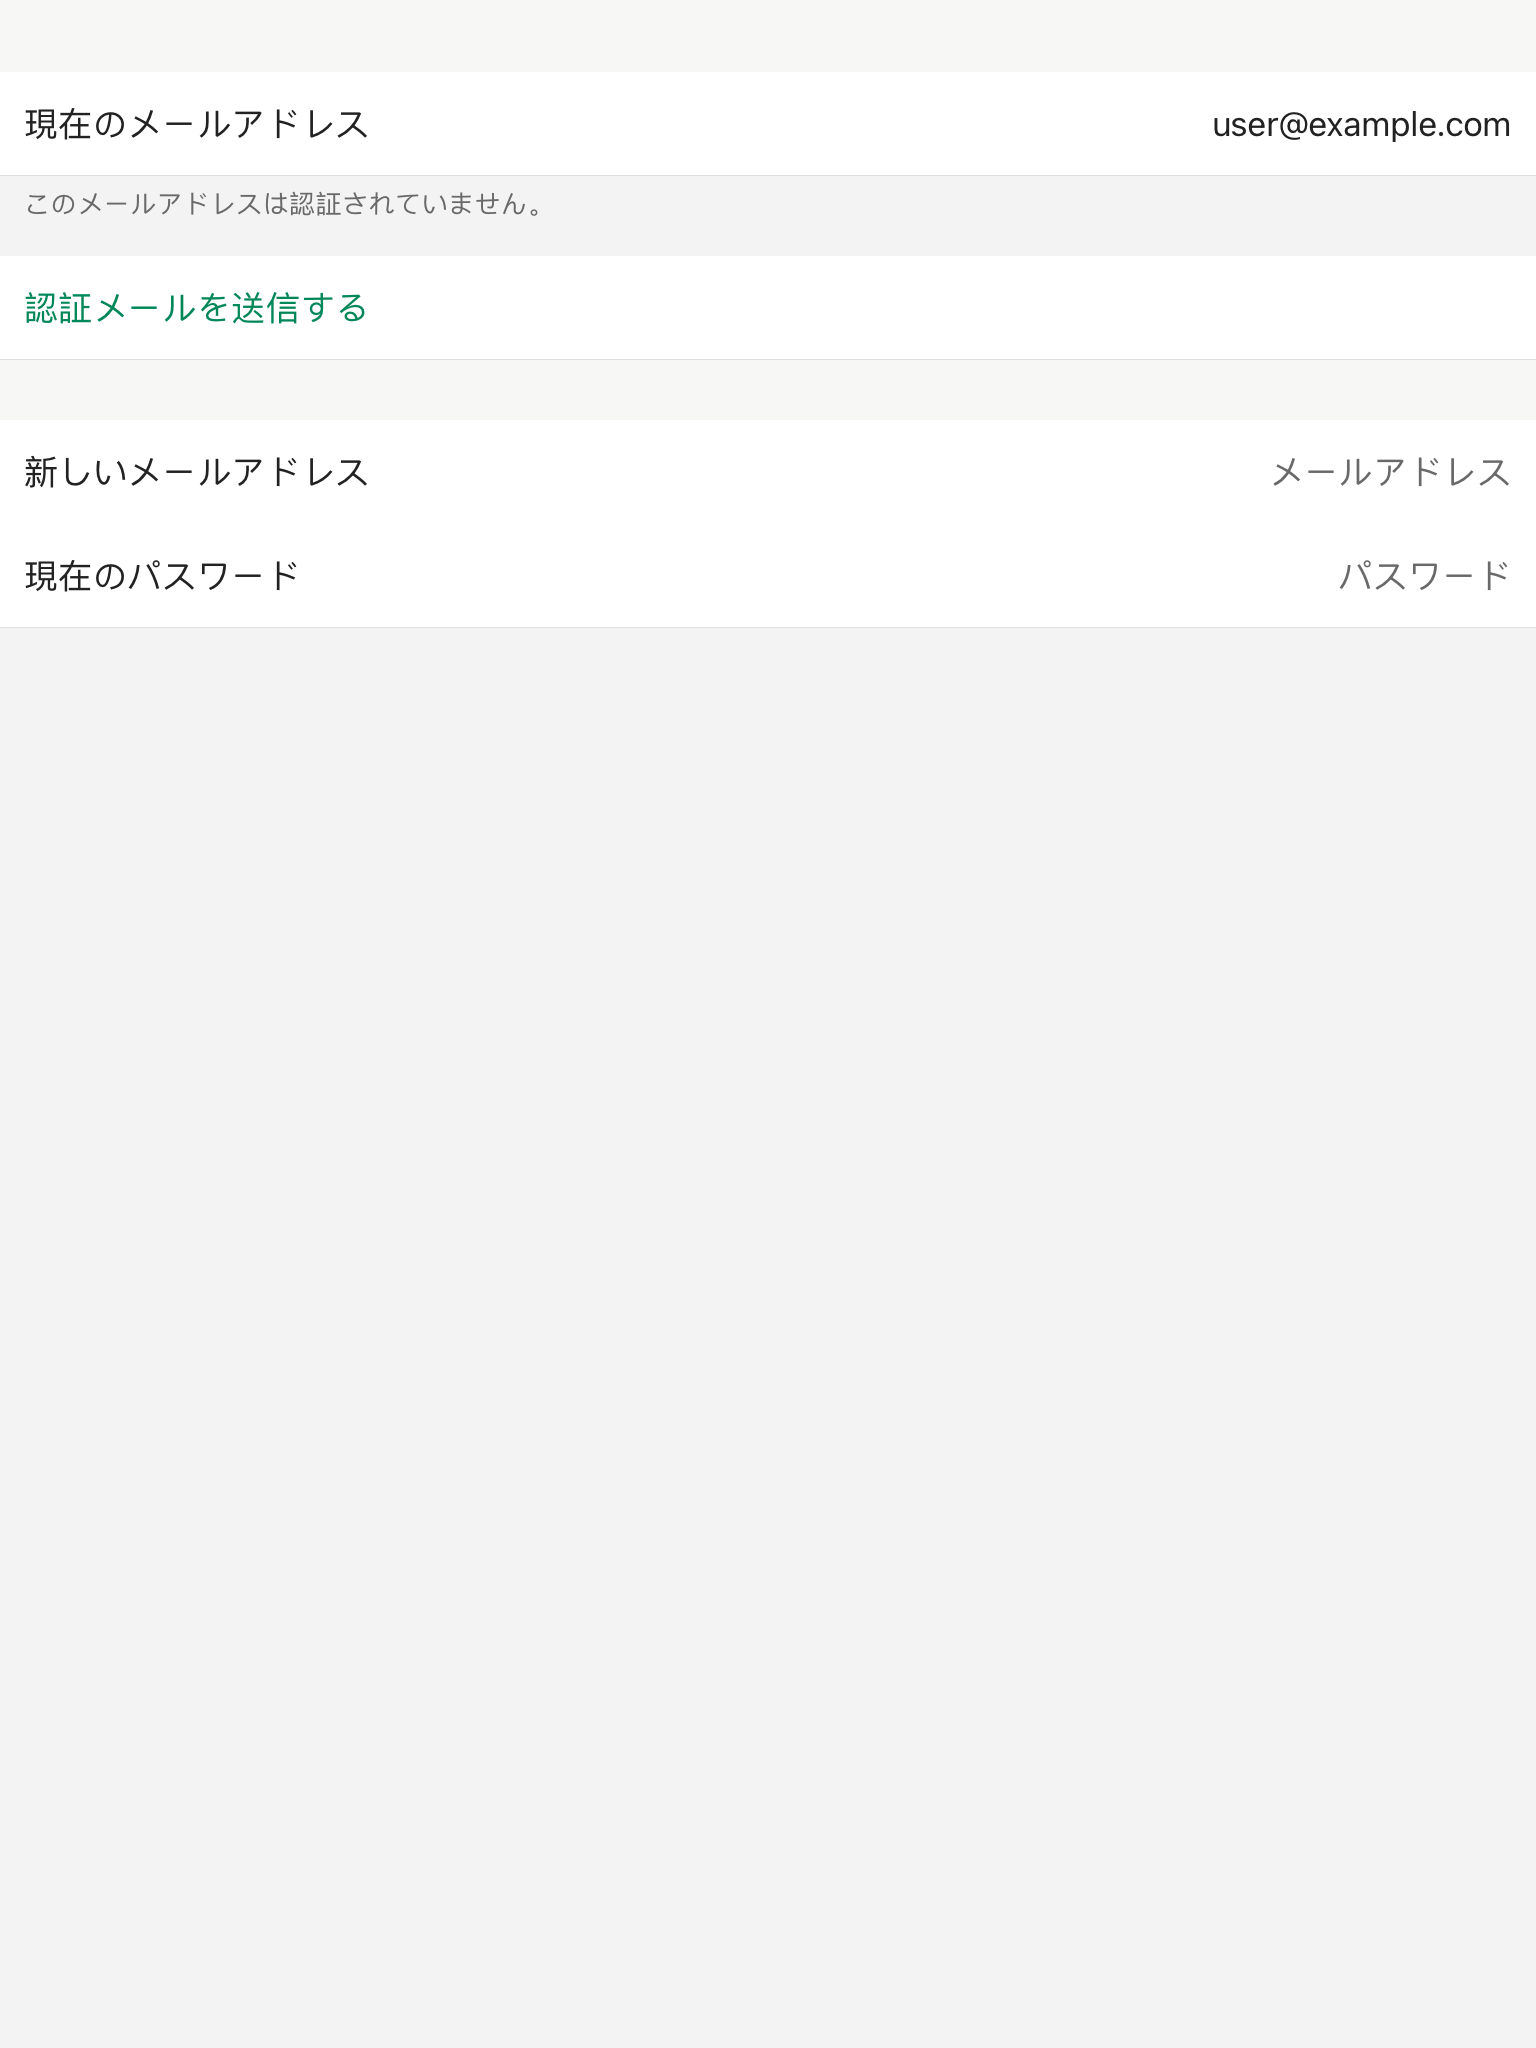 現在のメールアドレス user@example.com
このメールアドレスは認証されていません。
認証メールを送信する
新しいメールアドレス メールアドレス
現在のパスワード パスワード